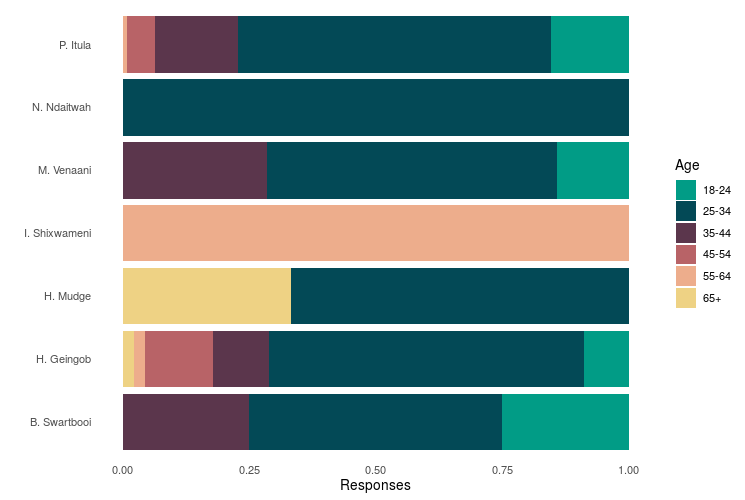 P. Itula
N. Ndaitwah
M. Venaani
I. Shixwameni
H. Mudge
H. Geingob
B. Swartbooi
0.00 0.25 0.50 0.75 1.00
Responses
Age
18-24
25-34
35-44
45-54
55-64
65+